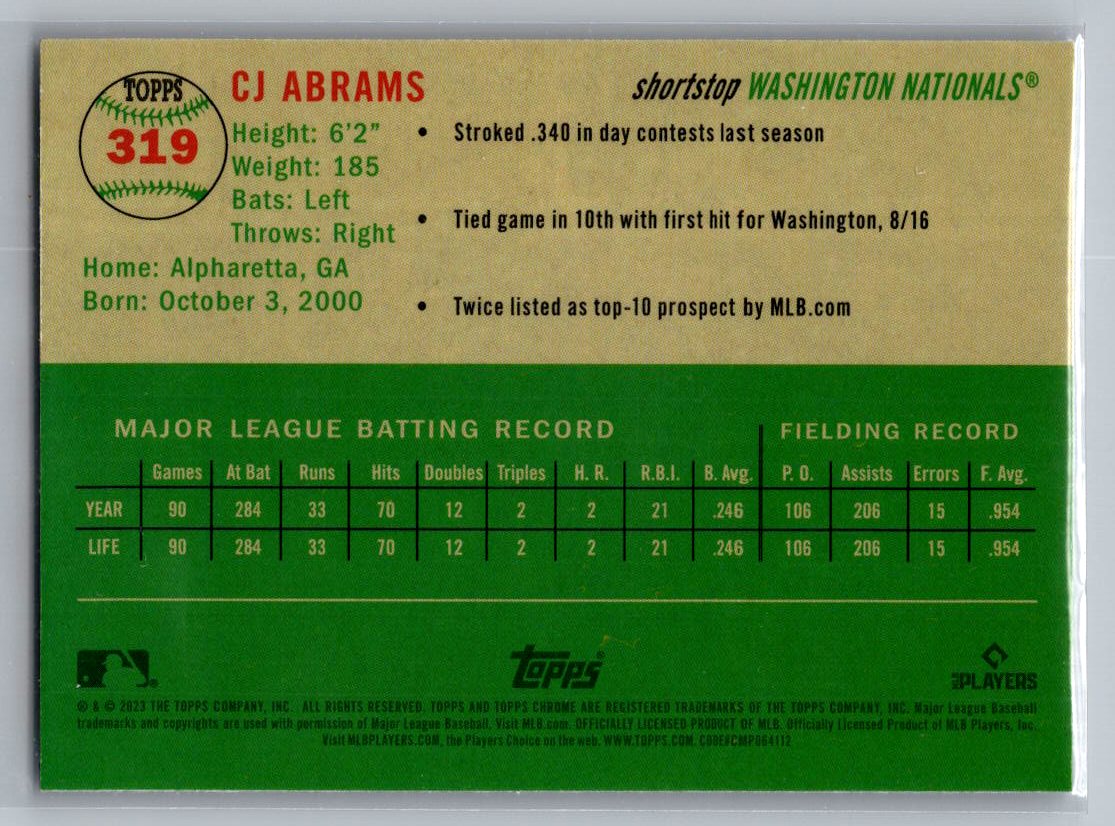 TOPPS
319
CJ ABRAMS
shortstop WASHINGTON NATIONALS®
Height: 6'2"
Weight: 185
Bats: Left
Throws: Right
Home: Alpharetta, GA
Born: October 3, 2000
• Stroked .340 in day contests last season
• Tied game in 10th with first hit for Washington, 8/16
• Twice listed as top-10 prospect by MLB.com
MAJOR LEAGUE BATTING RECORD FIELDING RECORD
Games At Bat Runs Hits Doubles Triples H. R. R.B.I. B. Avg. P. O. Assists Errors F. Avg.
YEAR 90 284 33 70 12 2 2 21 .246 106 206 15 .954
LIFE 90 284 33 70 12 2 2 21 .246 106 206 15 .954
topps®
MLB PLAYERS
® & © 2023 THE TOPPS COMPANY, INC. ALL RIGHTS RESERVED. TOPPS AND TOPPS CHROME ARE REGISTERED TRADEMARKS OF THE TOPPS COMPANY, INC. Major League Baseball
trademarks and copyrights are used with permission of Major League Baseball. Visit MLB.com. OFFICIALLY LICENSED PRODUCT OF MLB. Officially Licensed Product of MLB Players, Inc.
Visit MLBPLAYERS.COM, the Players Choice on the web. WWW.TOPPS.COM. CODE#CMP064112